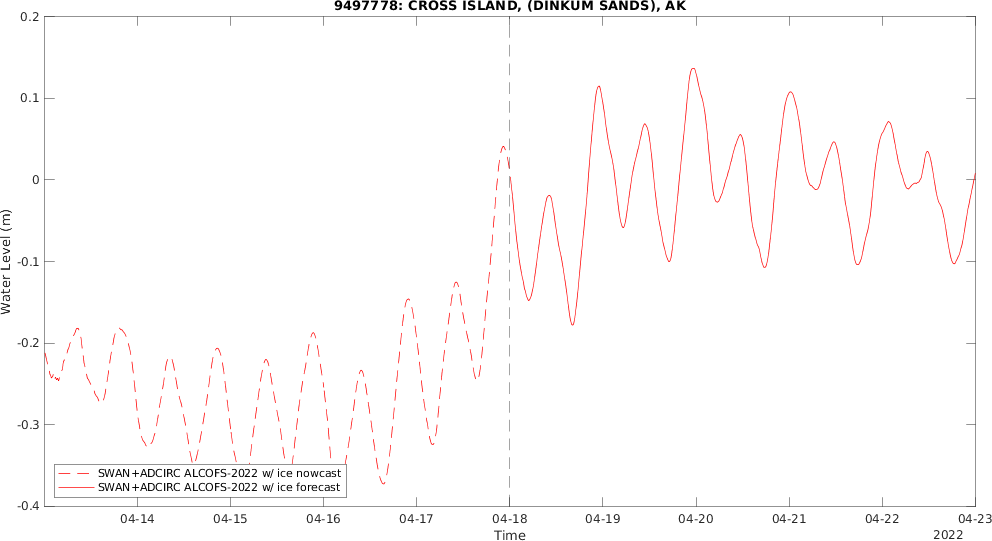 9497778: CROSS ISLAND, (DINKUM SANDS), AK
0.2
0.1
0
-0.1
-0.2
-0.3
-0.4
Water Level (m)
SWAN+ADCIRC ALCOFS-2022 w/ ice nowcast
SWAN+ADCIRC ALCOFS-2022 w/ ice forecast
04-14 04-15 04-16 04-17 04-18 04-19 04-20 04-21 04-22 04-23
Time
2022